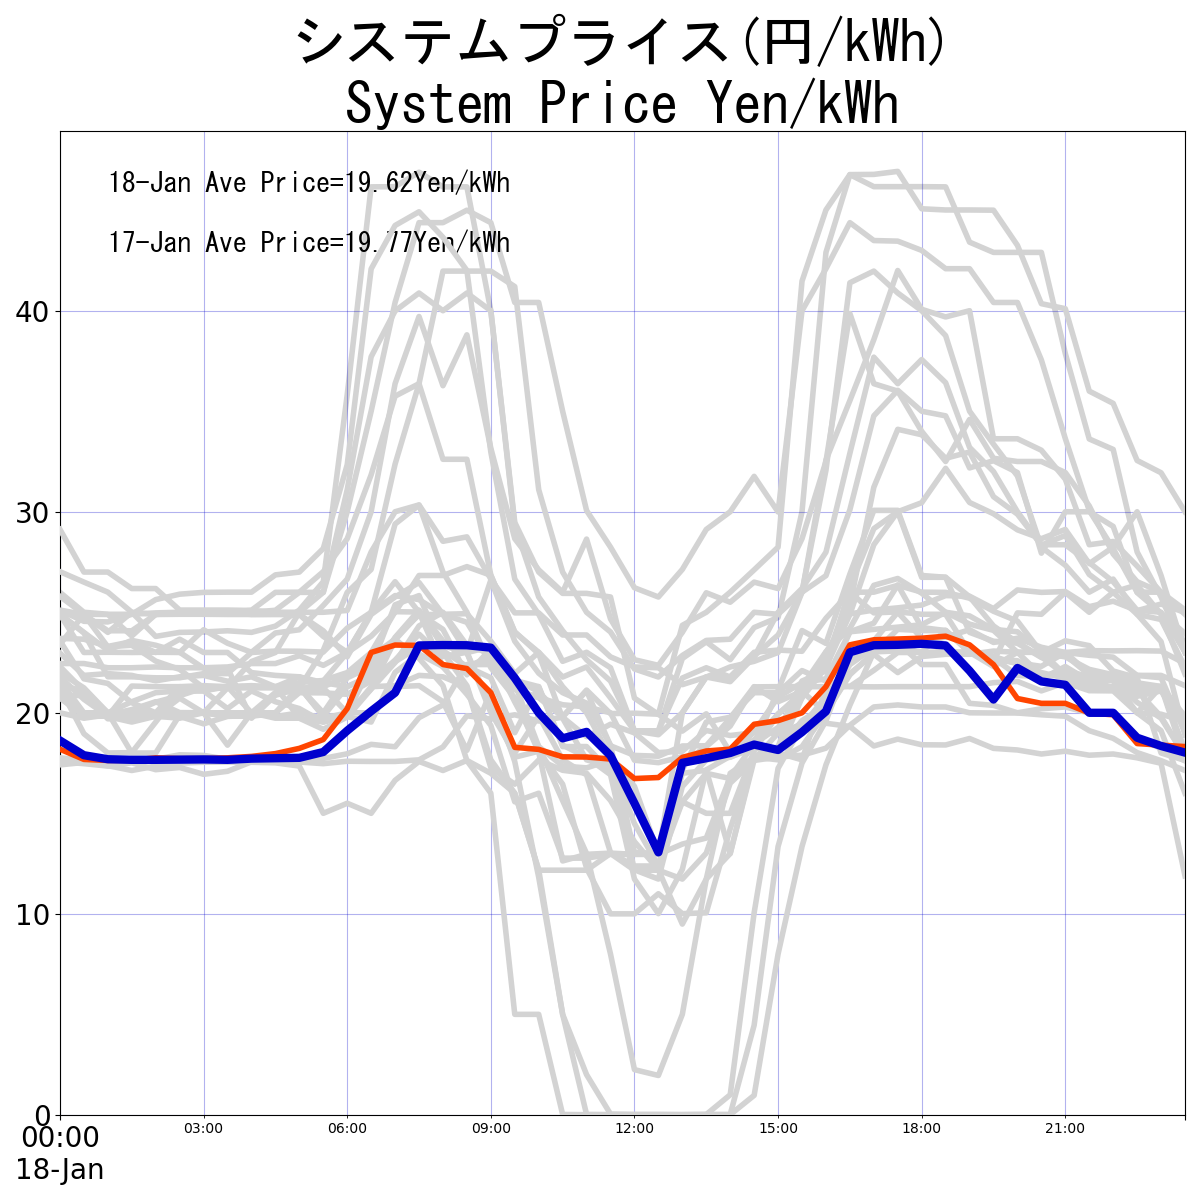 システムプライス(円/kWh)
System Price Yen/kWh
18-Jan Ave Price=19.62Yen/kWh
17-Jan Ave Price=19.77Yen/kWh
40
30
20
10
0
00:00 03:00 06:00 09:00 12:00 15:00 18:00 21:00
18-Jan